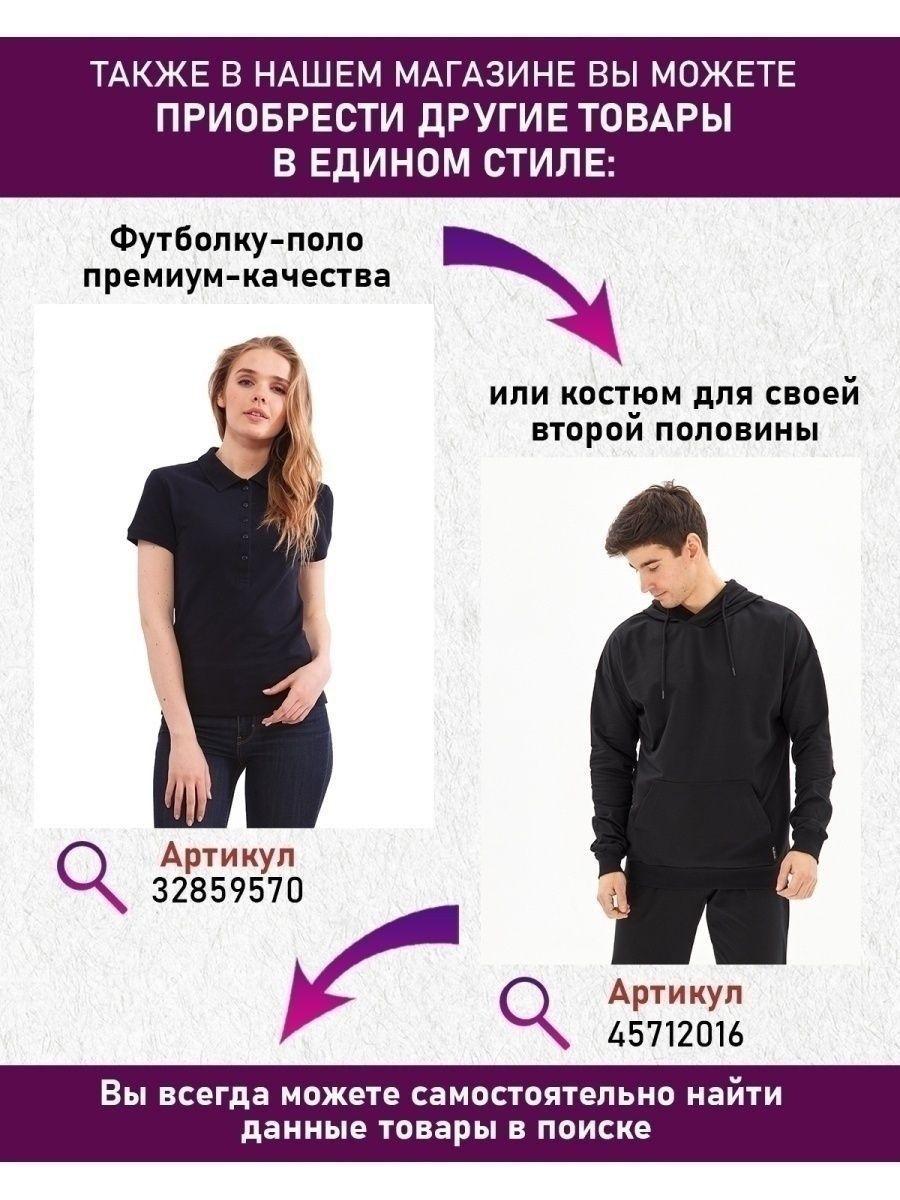 ТАКЖЕ В НАШЕМ МАГАЗИНЕ ВЫ МОЖЕТЕ
ПРИОБРЕСТИ ДРУГИЕ ТОВАРЫ
В ЕДИНОМ СТИЛЕ:
Футболку-поло
премиум-качества
или костюм для своей
второй половины
Артикул
32859570
Артикул
45712016
Вы всегда можете самостоятельно найти
данные товары в поиске